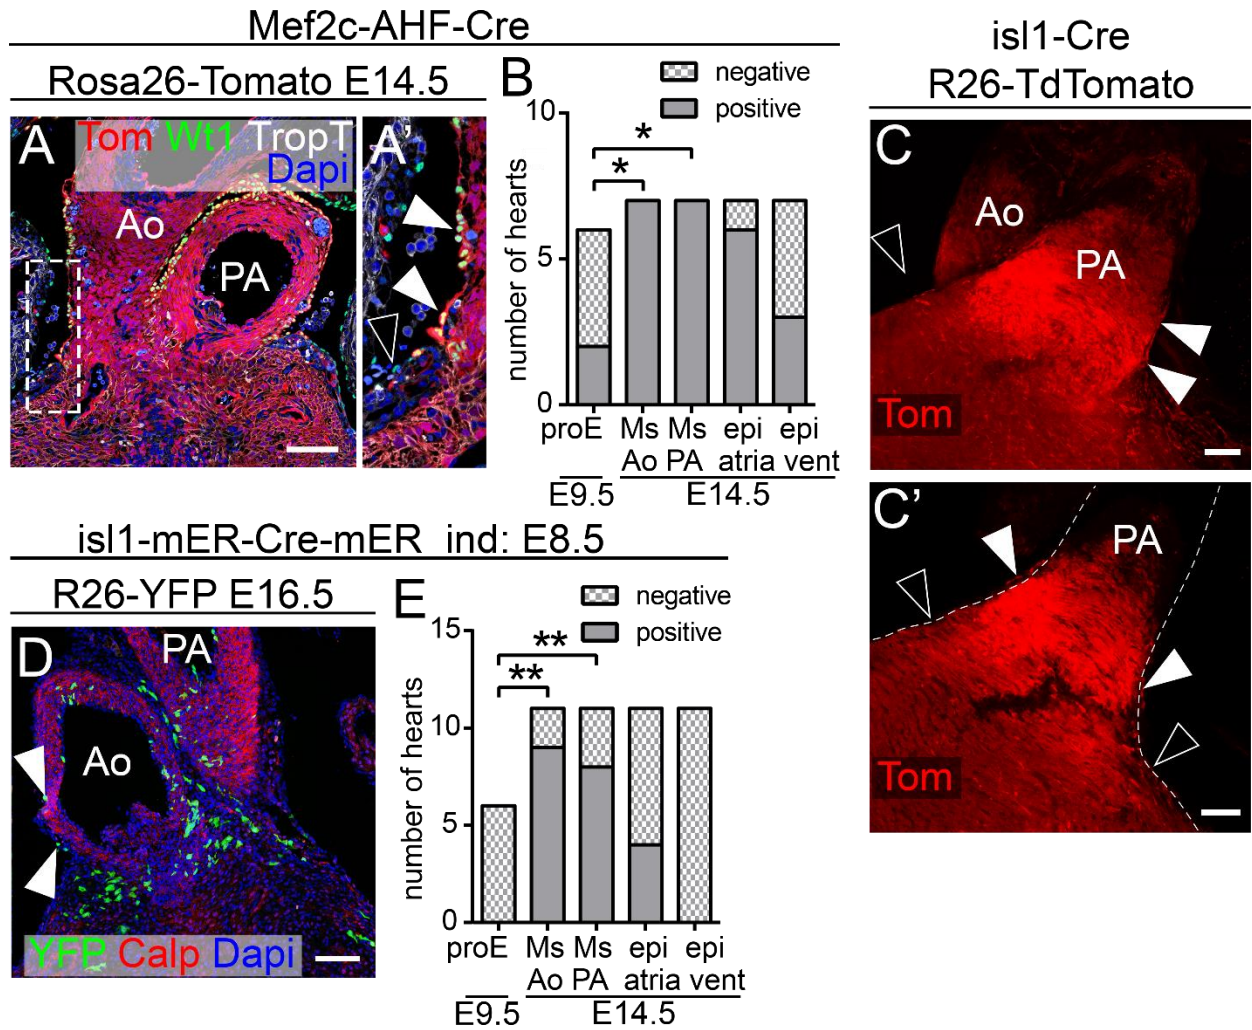 Mef2c-AHF-Cre
Rosa26-Tomato E14.5
A
Tom Wt1 TropT
Dapi
Ao
PA
A'
B
negative
positive
*
*
10
5
0
number of hearts
proE Ms Ms epi epi
Ao PA atria vent
E9.5 E14.5
isl1-Cre
R26-TdTomato
C
Ao
PA
Tom
C'
PA
Tom
isl1-mER-Cre-mER ind: E8.5
R26-YFP E16.5
D
PA
Ao
YFP Calp Dapi
E
negative
positive
**
**
15
10
5
0
number of hearts
proE Ms Ms epi epi
Ao PA atria vent
E9.5 E14.5